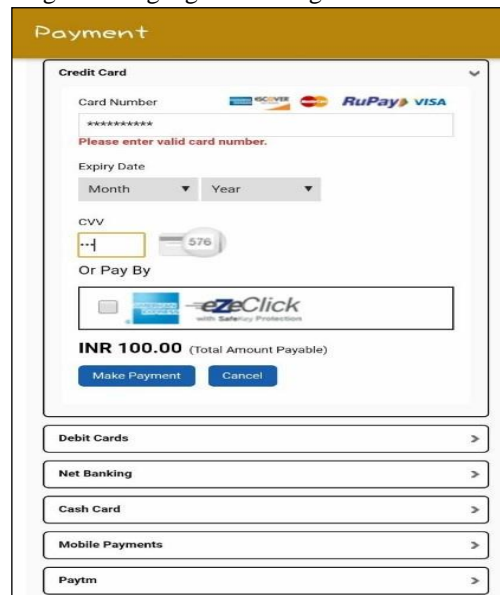 Payment
Credit Card
Card Number
DISCOVER RuPay VISA
**********
Please enter valid card number.
Expiry Date
Month Year
CVV
576
Or Pay By
eZeClick
with SafeKey Protection
INR 100.00 (Total Amount Payable)
Make Payment Cancel
Debit Cards
Net Banking
Cash Card
Mobile Payments
Paytm